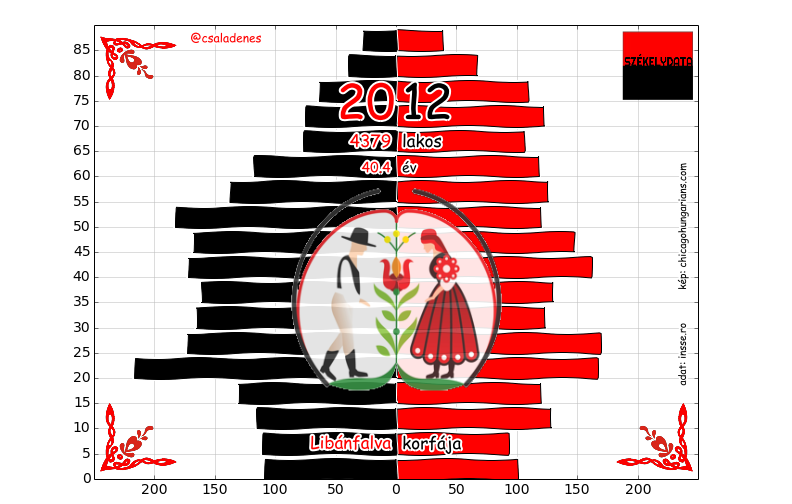 @csaladenes
SZÉKELYDATA
2012
4379 lakos
40.4 év
kép: chicagohungarians.com
adat: insse.ro
Libánfalva korfája
85
80
75
70
65
60
55
50
45
40
35
30
25
20
15
10
5
0
200 150 100 50 0 50 100 150 200